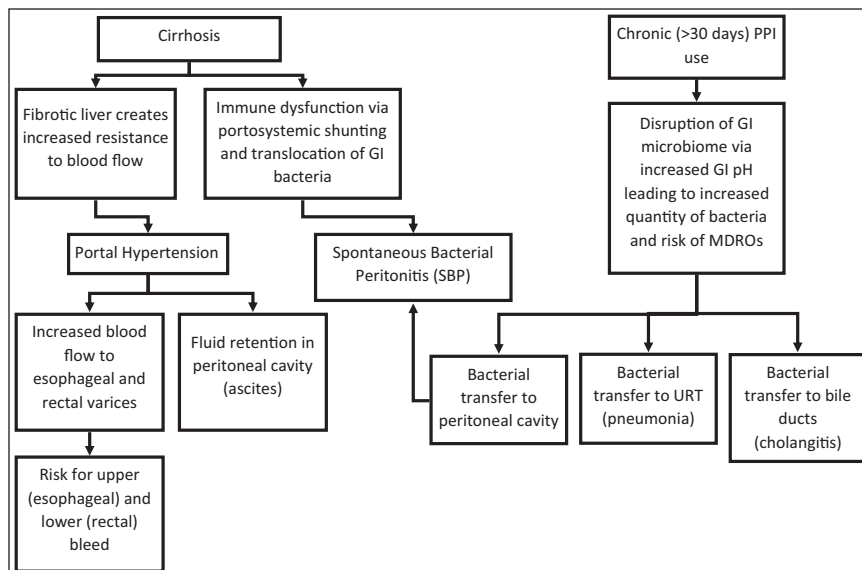 Cirrhosis
Chronic (>30 days) PPI
use
Fibrotic liver creates
increased resistance
to blood flow
Immune dysfunction via
portosystemic shunting
and translocation of GI
bacteria
Disruption of GI
microbiome via
increased GI pH
leading to increased
quantity of bacteria
and risk of MDROs
Portal Hypertension
Spontaneous Bacterial
Peritonitis (SBP)
Increased blood
flow to
esophageal and
rectal varices
Fluid retention in
peritoneal cavity
(ascites)
Bacterial
transfer to
peritoneal cavity
Bacterial
transfer to URT
(pneumonia)
Bacterial
transfer to bile
ducts
(cholangitis)
Risk for upper
(esophageal) and
lower (rectal)
bleed